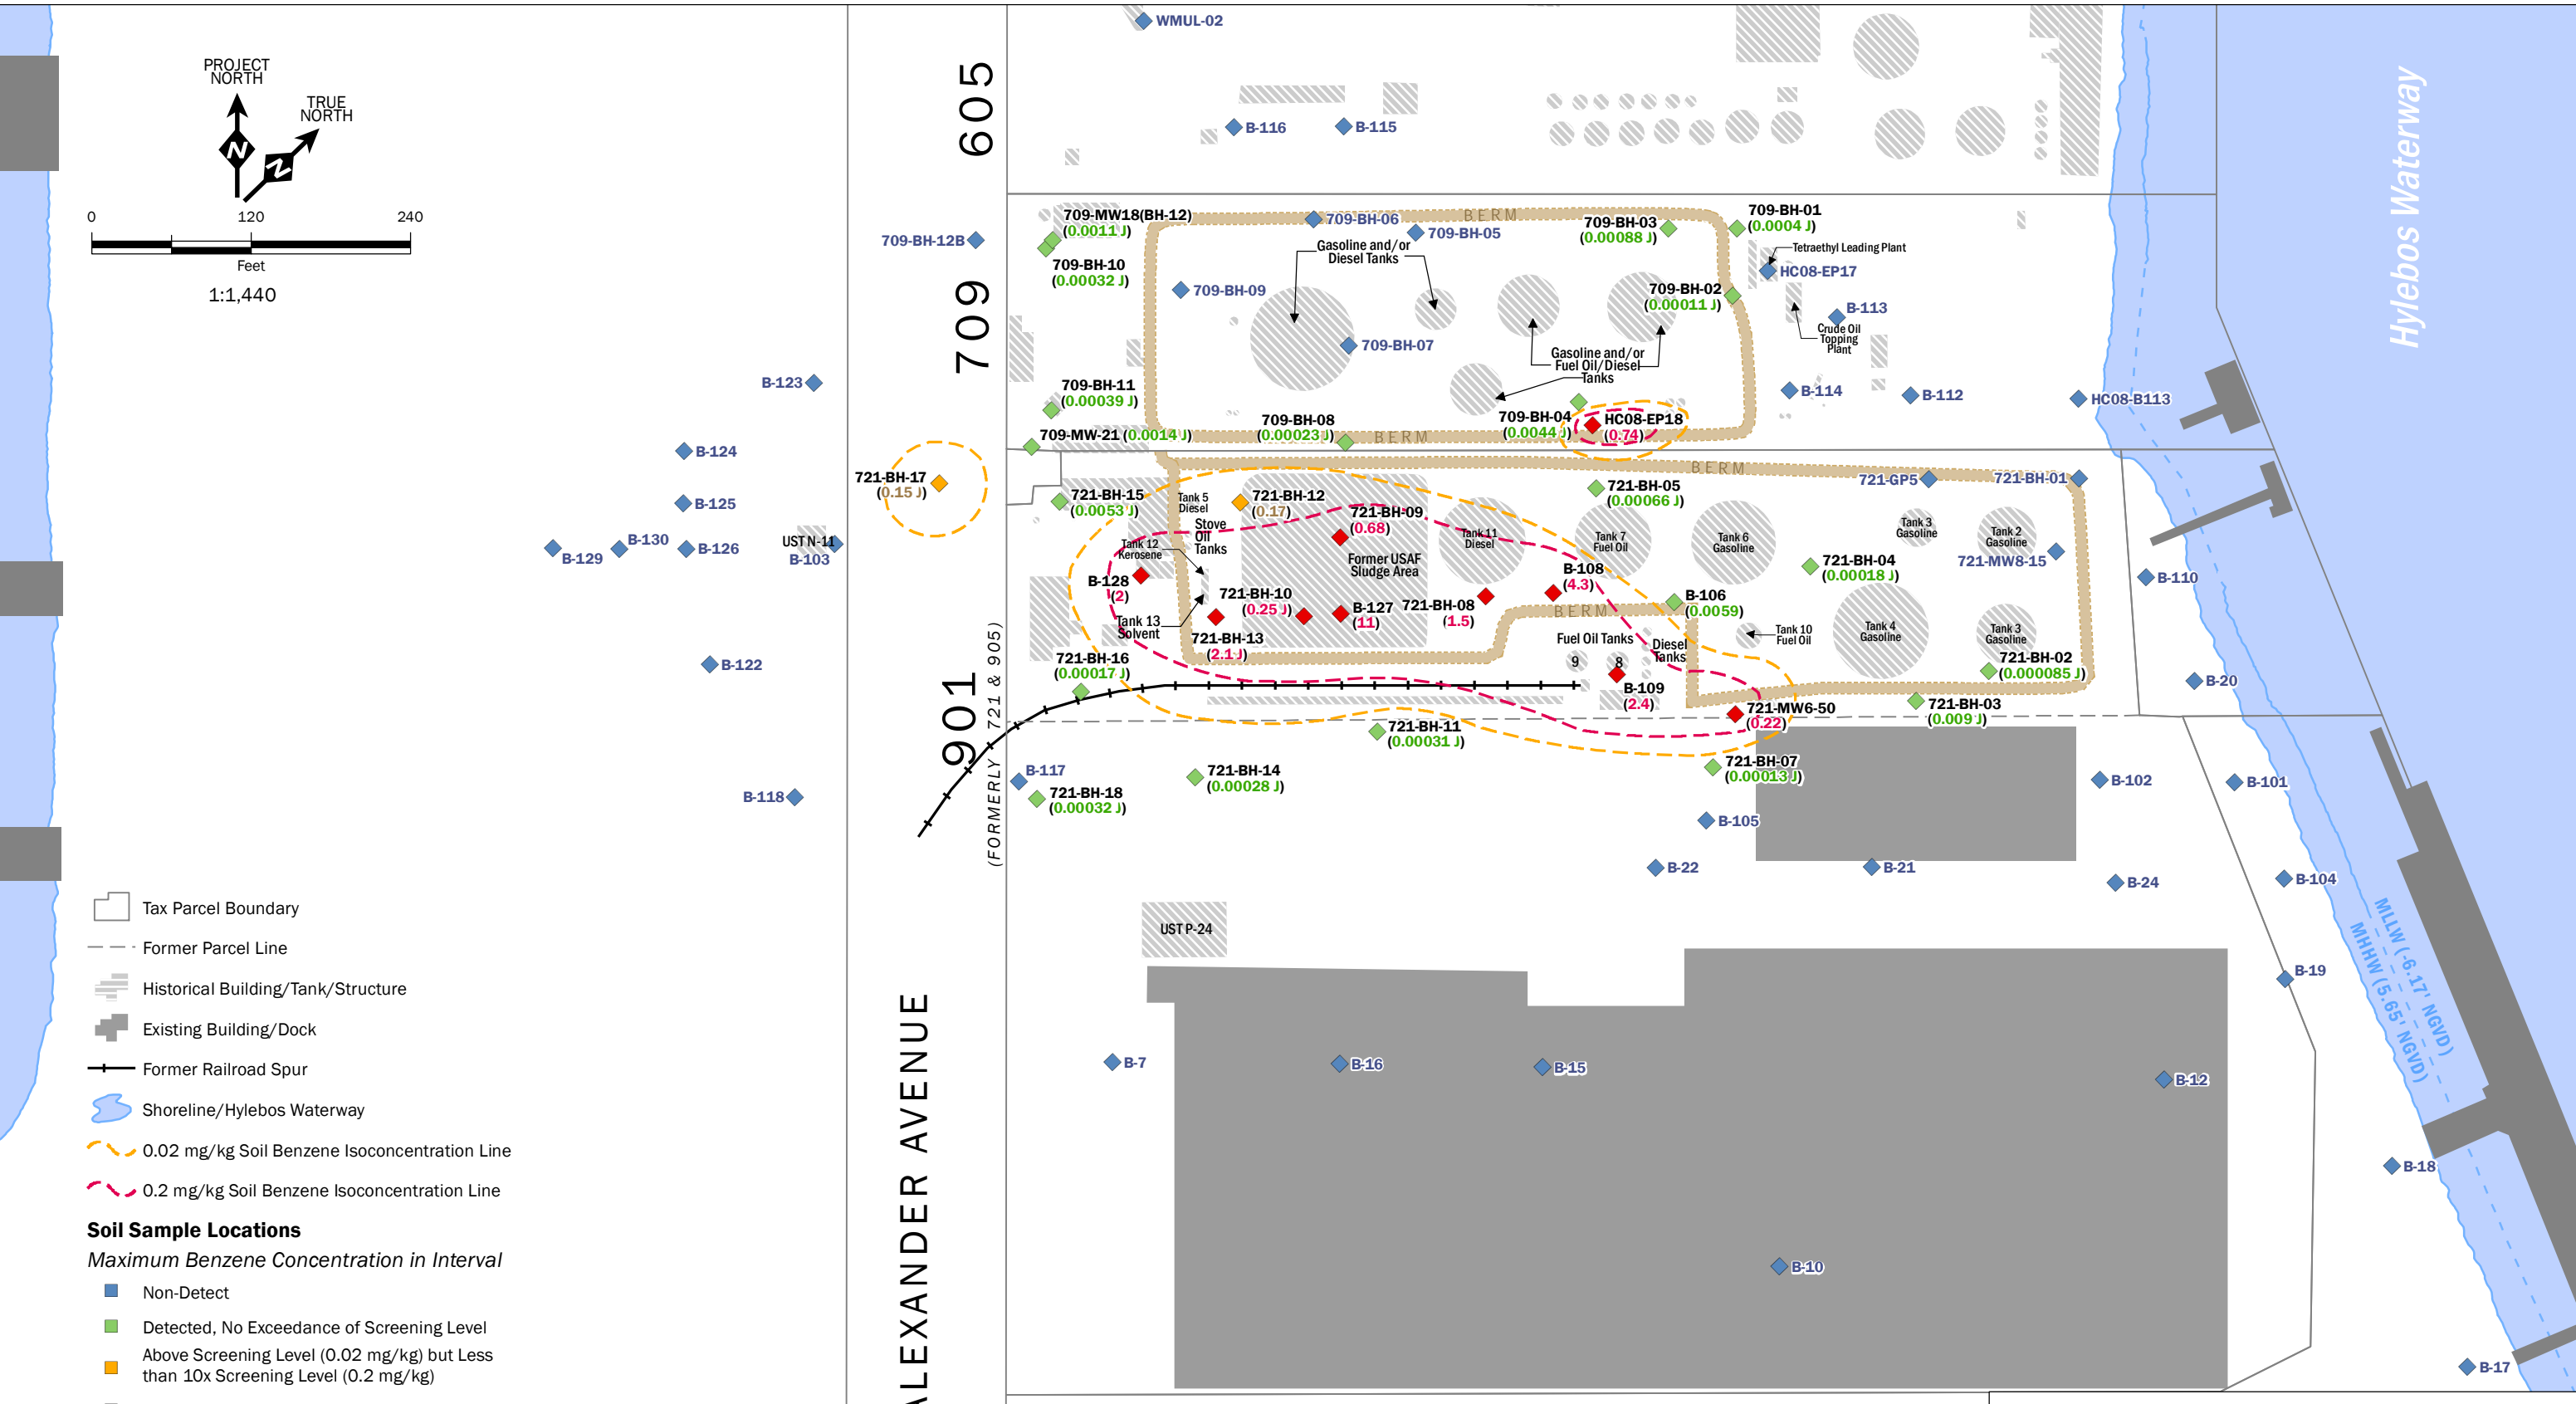 WMUL-02
PROJECT
NORTH
TRUE
NORTH
N
N
0
120
240
Feet
1:1,440
605
709
901
(FORMERLY 721 & 905)
ALEXANDER AVENUE
Hylebos Waterway
B-116
B-115
709-MW18(BH-12)
(0.0011 J)
709-BH-12B
709-BH-10
(0.00032 J)
709-BH-06
BERM
709-BH-05
709-BH-03
(0.00088 J)
709-BH-01
(0.0004 J)
Gasoline and/or
Diesel Tanks
Tetraethyl Leading Plant
HC08-EP17
709-BH-09
709-BH-02
(0.00011 J)
B-113
Crude Oil
Topping
Plant
709-BH-07
Gasoline and/or
Fuel Oil/Diesel
Tanks
B-123
709-BH-11
(0.00039 J)
B-114
B-112
HC08-B113
709-BH-08
(0.00023 J)
BERM
709-BH-04
(0.0044 J)
HC08-EP18
(0.74)
709-MW-21 (0.0014 J)
B-124
BERM
721-BH-17
(0.15 J)
721-GP5
721-BH-01
B-125
721-BH-15
(0.0053 J)
Tank 5
Diesel
721-BH-12
(0.17)
721-BH-05
(0.00066 J)
Stove
Oil
Tanks
721-BH-09
(0.68)
Tank 11
Diesel
Tank 7
Fuel Oil
Tank 6
Gasoline
Tank 3
Gasoline
Tank 2
Gasoline
UST N-11
B-103
B-129
B-130
B-126
Tank 12
Kerosene
Former USAF
Sludge Area
721-MW8-15
721-BH-04
(0.00018 J)
B-110
B-128
(2)
B-108
(4.3)
721-BH-10
(0.25 J)
B-127
(11)
721-BH-08
(1.5)
B-106
(0.0059)
BERM
Tank 13
Solvent
721-BH-13
(2.1 J)
Fuel Oil Tanks
9
8
Diesel
Tanks
Tank 10
Fuel Oil
Tank 4
Gasoline
Tank 3
Gasoline
B-122
721-BH-16
(0.00017 J)
721-BH-02
(0.000085 J)
B-20
B-109
(2.4)
721-MW6-50
(0.22)
721-BH-03
(0.009 J)
721-BH-11
(0.00031 J)
B-117
721-BH-18
(0.00032 J)
721-BH-14
(0.00028 J)
721-BH-07
(0.00013 J)
B-118
B-102
B-101
B-105
B-22
B-21
B-24
B-104
UST P-24
MLLW (-6.17' NGVD)
MHHW (5.65' NGVD)
B-19
B-7
B-16
B-15
B-12
B-18
B-10
B-17
Tax Parcel Boundary
Former Parcel Line
Historical Building/Tank/Structure
Existing Building/Dock
Former Railroad Spur
Shoreline/Hylebos Waterway
0.02 mg/kg Soil Benzene Isoconcentration Line
0.2 mg/kg Soil Benzene Isoconcentration Line
Soil Sample Locations
Maximum Benzene Concentration in Interval
Non-Detect
Detected, No Exceedance of Screening Level
Above Screening Level (0.02 mg/kg) but Less
than 10x Screening Level (0.2 mg/kg)